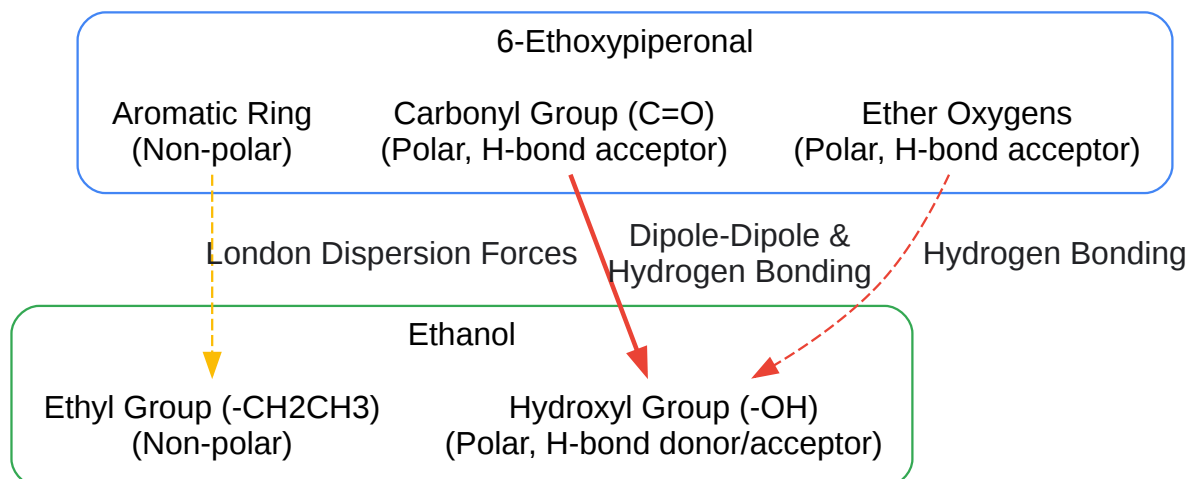 6-Ethoxypiperonal
Aromatic Ring
(Non-polar)
Carbonyl Group (C=O)
(Polar, H-bond acceptor)
Ether Oxygens
(Polar, H-bond acceptor)
London Dispersion Forces
Dipole-Dipole &
Hydrogen Bonding
Hydrogen Bonding
Ethanol
Ethyl Group (-CH2CH3)
(Non-polar)
Hydroxyl Group (-OH)
(Polar, H-bond donor/acceptor)